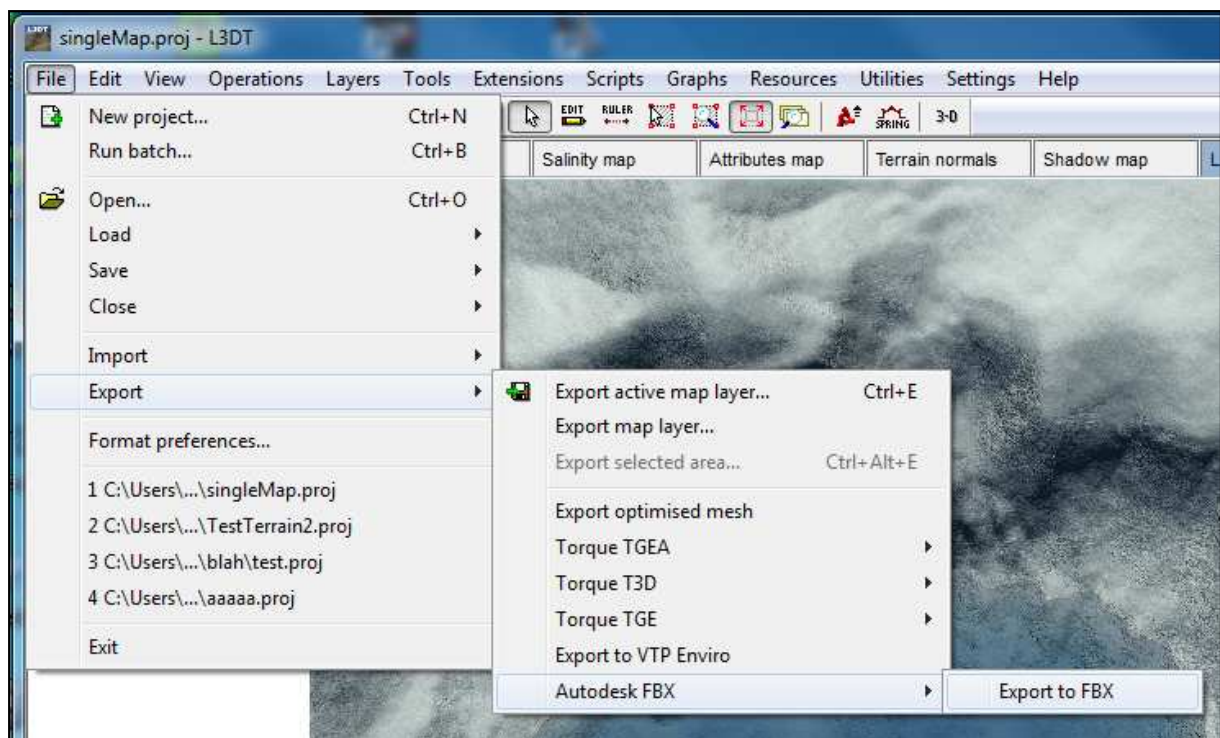 singleMap.proj - L3DT
File Edit View Operations Layers Tools Extensions Scripts Graphs Resources Utilities Settings Help
EDIT RULER SPRING 3-D
Salinity map Attributes map Terrain normals Shadow map L
New project... Ctrl+N
Run batch... Ctrl+B
Open... Ctrl+O
Load
Save
Close
Import
Export
Format preferences...
1 C:\Users\...\singleMap.proj
2 C:\Users\...\TestTerrain2.proj
3 C:\Users\...\blah\test.proj
4 C:\Users\...\aaaaa.proj
Exit
Export active map layer... Ctrl+E
Export map layer...
Export selected area... Ctrl+Alt+E
Export optimised mesh
Torque TGEA
Torque T3D
Torque TGE
Export to VTP Enviro
Autodesk FBX
Export to FBX